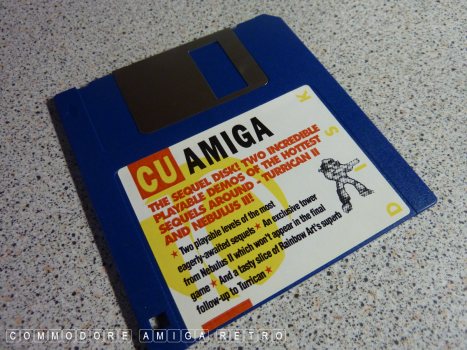 CU AMIGA
THE SEQUEL DISK! TWO INCREDIBLE
PLAYABLE DEMOS OF THE HOTTEST
SEQUELS AROUND - TURRICAN II
AND NEBULUS II!!
★ Two playable levels of the most
eagerly-awaited sequels ★ An exclusive tower
from Nebulus II which won't appear in the final
game ★ And a tasty slice of Rainbow Art's superb
follow-up to Turrican ★
DISK
COMMODORE AMIGA RETRO